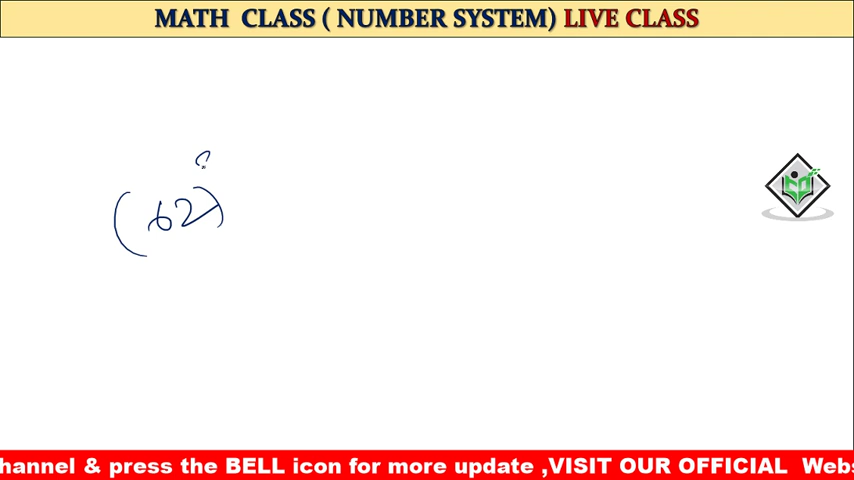 MATH CLASS ( NUMBER SYSTEM) LIVE CLASS
(62)
hannel & press the BELL icon for more update ,VISIT OUR OFFICIAL Webs